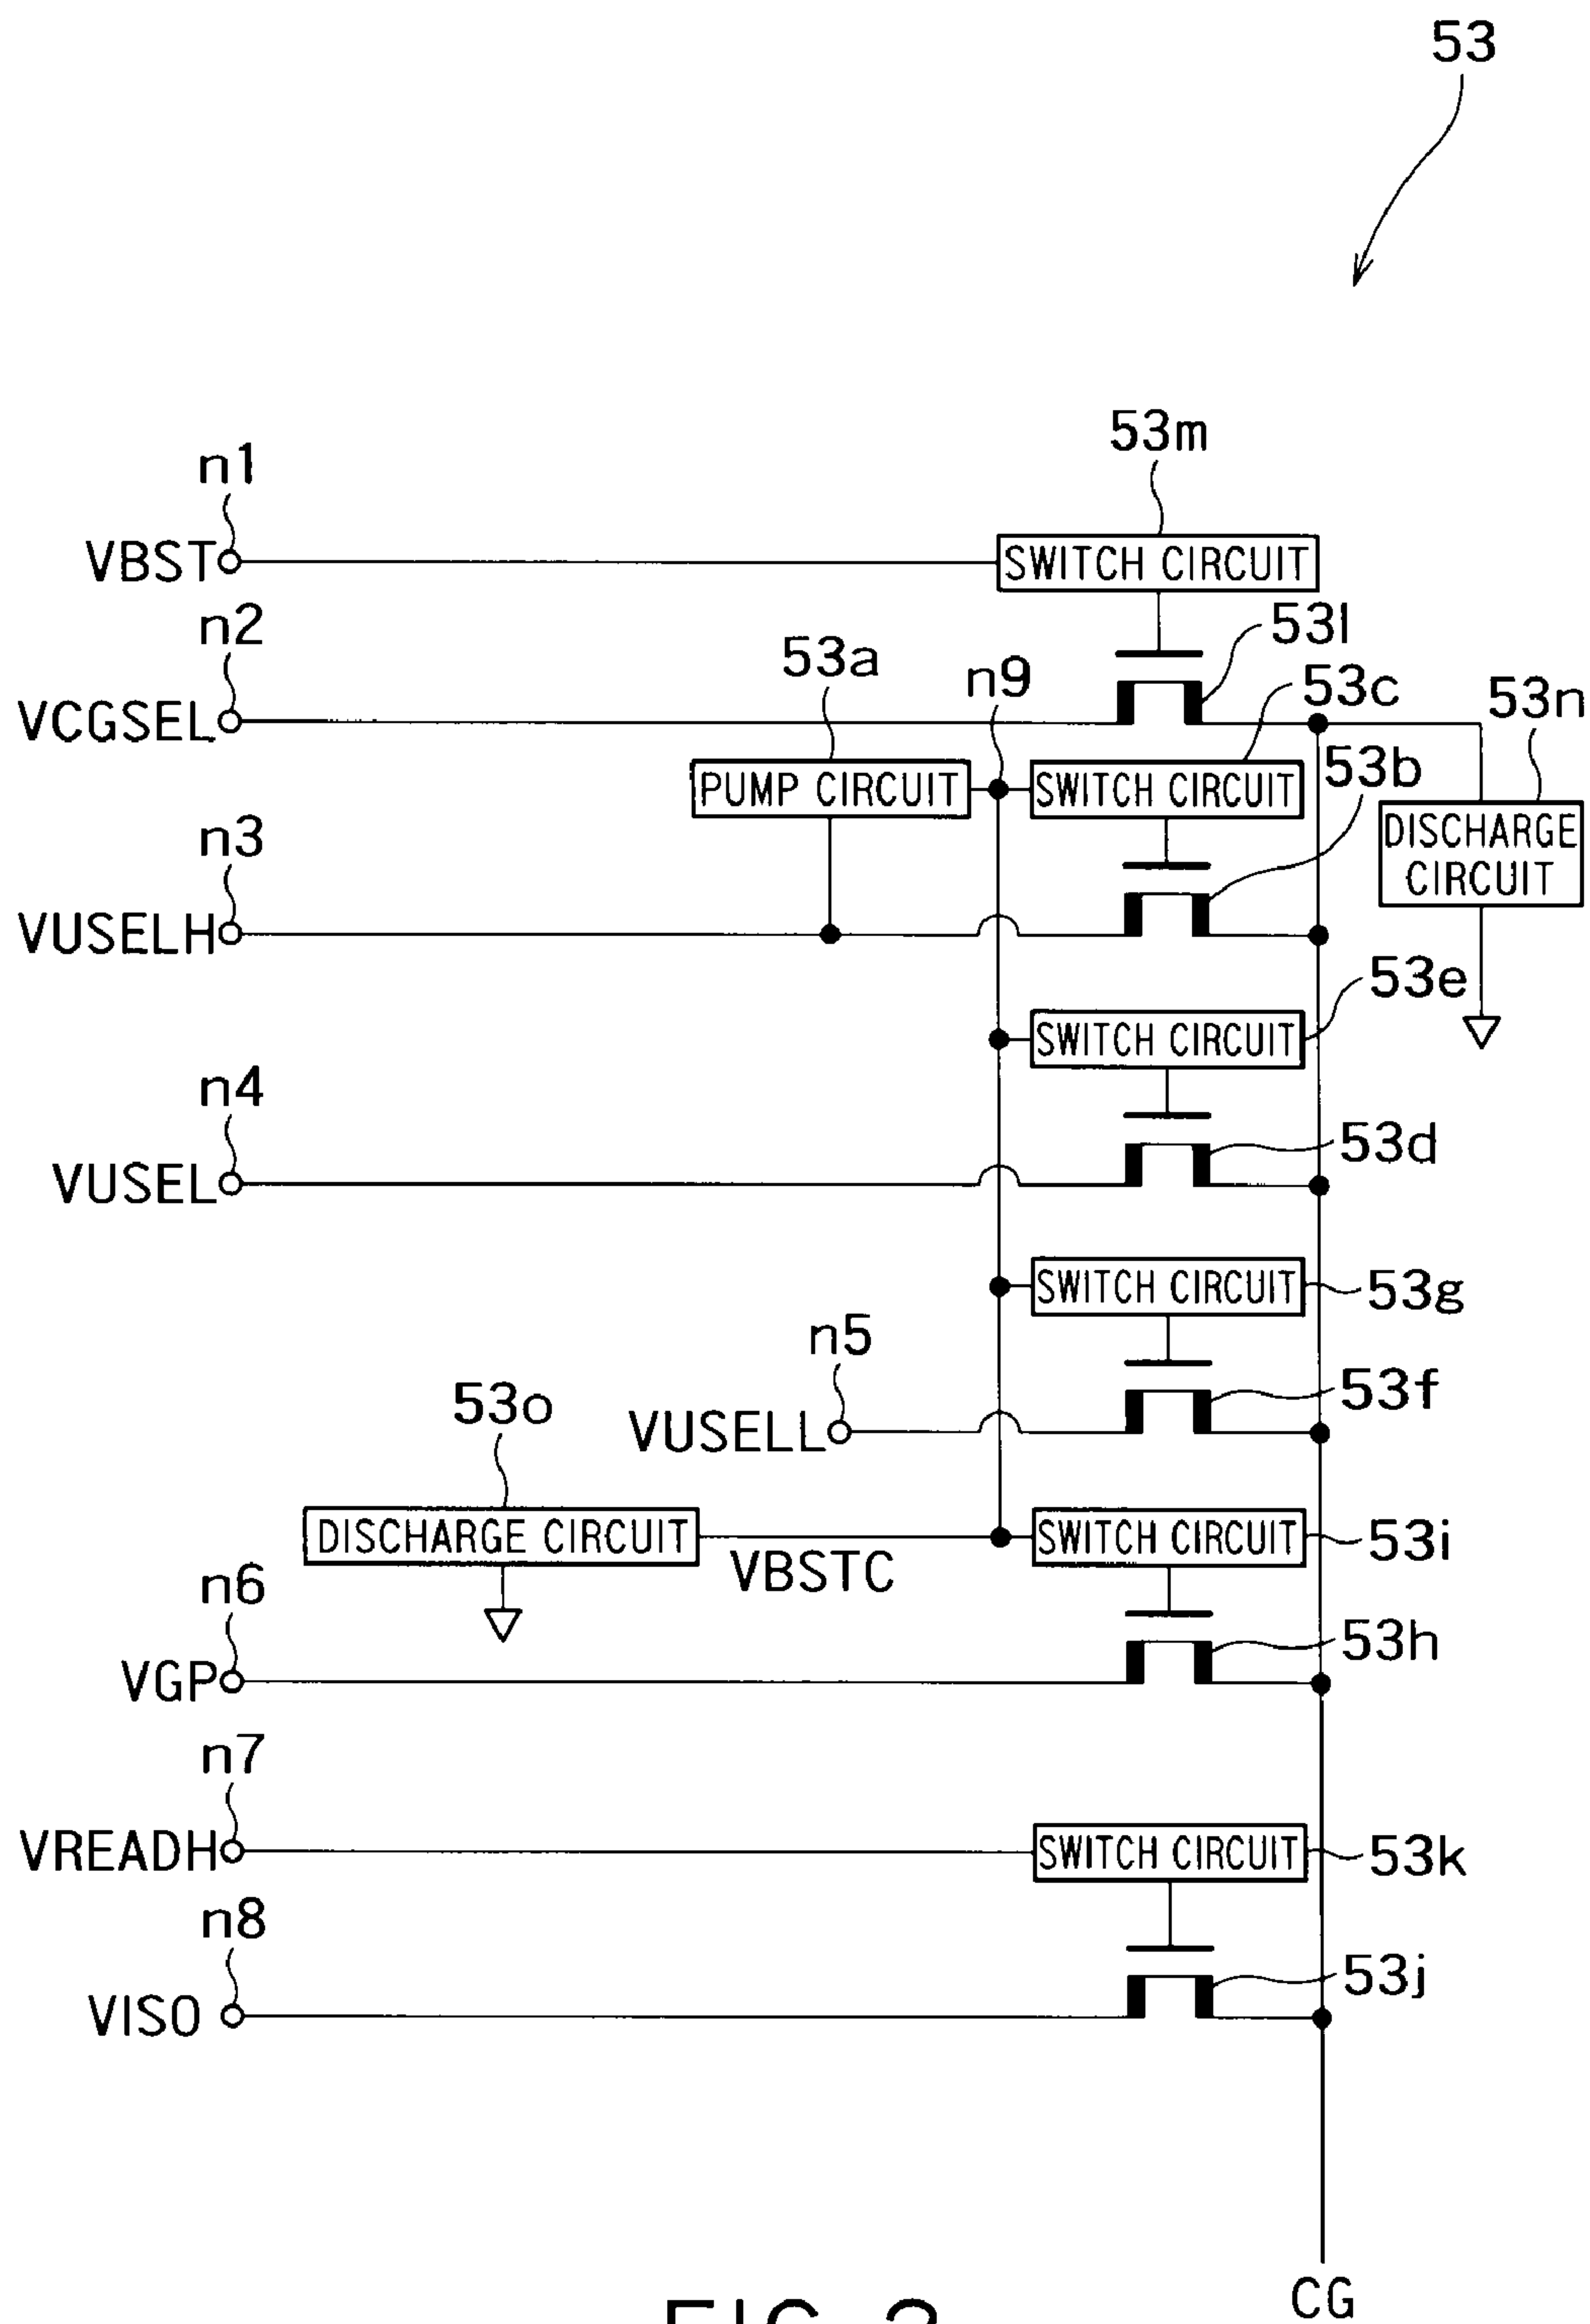 53
53m
n1
VBST
SWITCH CIRCUIT
n2
53l
53a
n9
53c
53n
VCGSEL
53b
PUMP CIRCUIT
SWITCH CIRCUIT
DISCHARGE
CIRCUIT
n3
VUSELH
53e
SWITCH CIRCUIT
n4
53d
VUSEL
SWITCH CIRCUIT
53g
n5
53f
53o
VUSELL
DISCHARGE CIRCUIT
VBSTC
SWITCH CIRCUIT
53i
n6
53h
VGP
n7
VREADH
SWITCH CIRCUIT
53k
n8
53j
VISO
CG